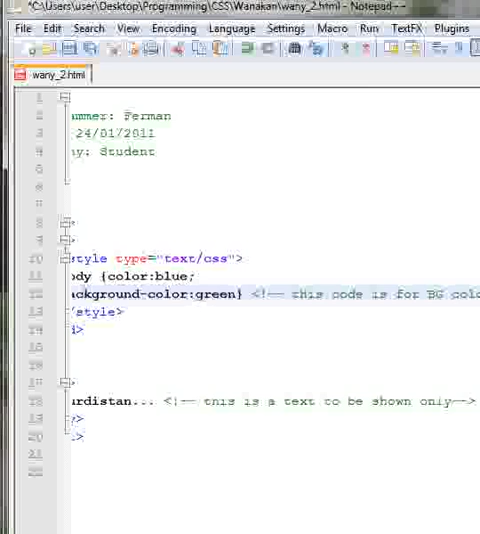 *C:\Users\user\Desktop\Programming\CSS\Wanakan\wany_2.html - Notepad++
File Edit Search View Encoding Language Settings Macro Run TextFX Plugins
wany_2.html
1
2 ammer: Ferman
3 24/01/2011
4 ny: Student
5
6
7
8 >
9 >
10 style type="text/css">
11 ody {color:blue;
12 ackground-color:green} <!-- this code is for BG colo
13 /style>
14 d>
15
16
17 >
18 urdistan... <!-- this is a text to be shown only-->
19 y>
20 l>
21
22